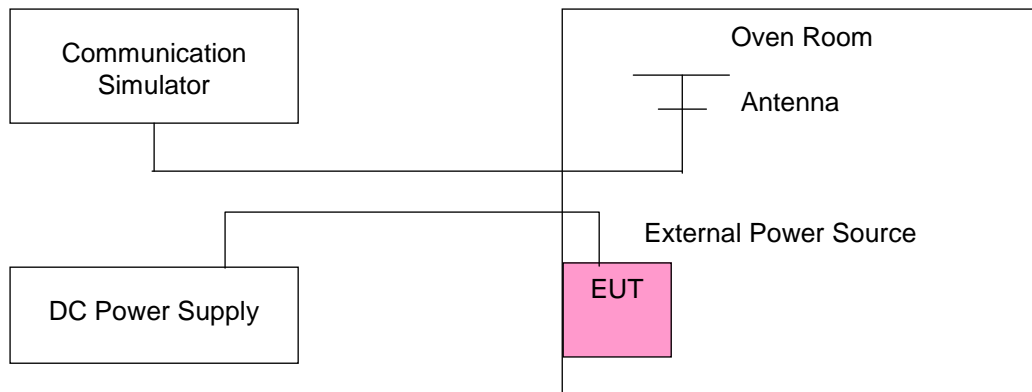 Communication
Simulator
Oven Room
Antenna
External Power Source
DC Power Supply
EUT